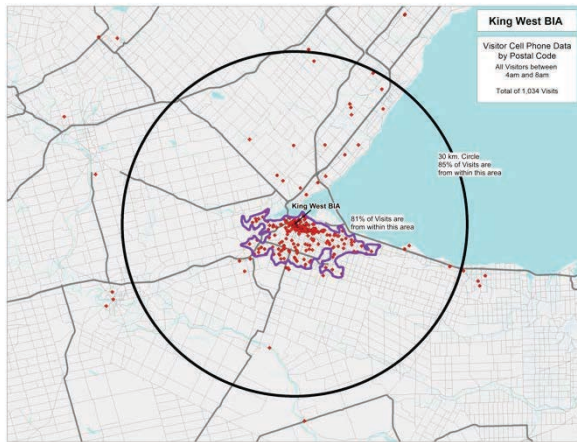 King West BIA
Visitor Cell Phone Data
by Postal Code
All Visitors between
4am and 8am
Total of 1,034 Visits
30 km. Circle
85% of Visits are
from within this area
King West BIA
81% of Visits are
from within this area